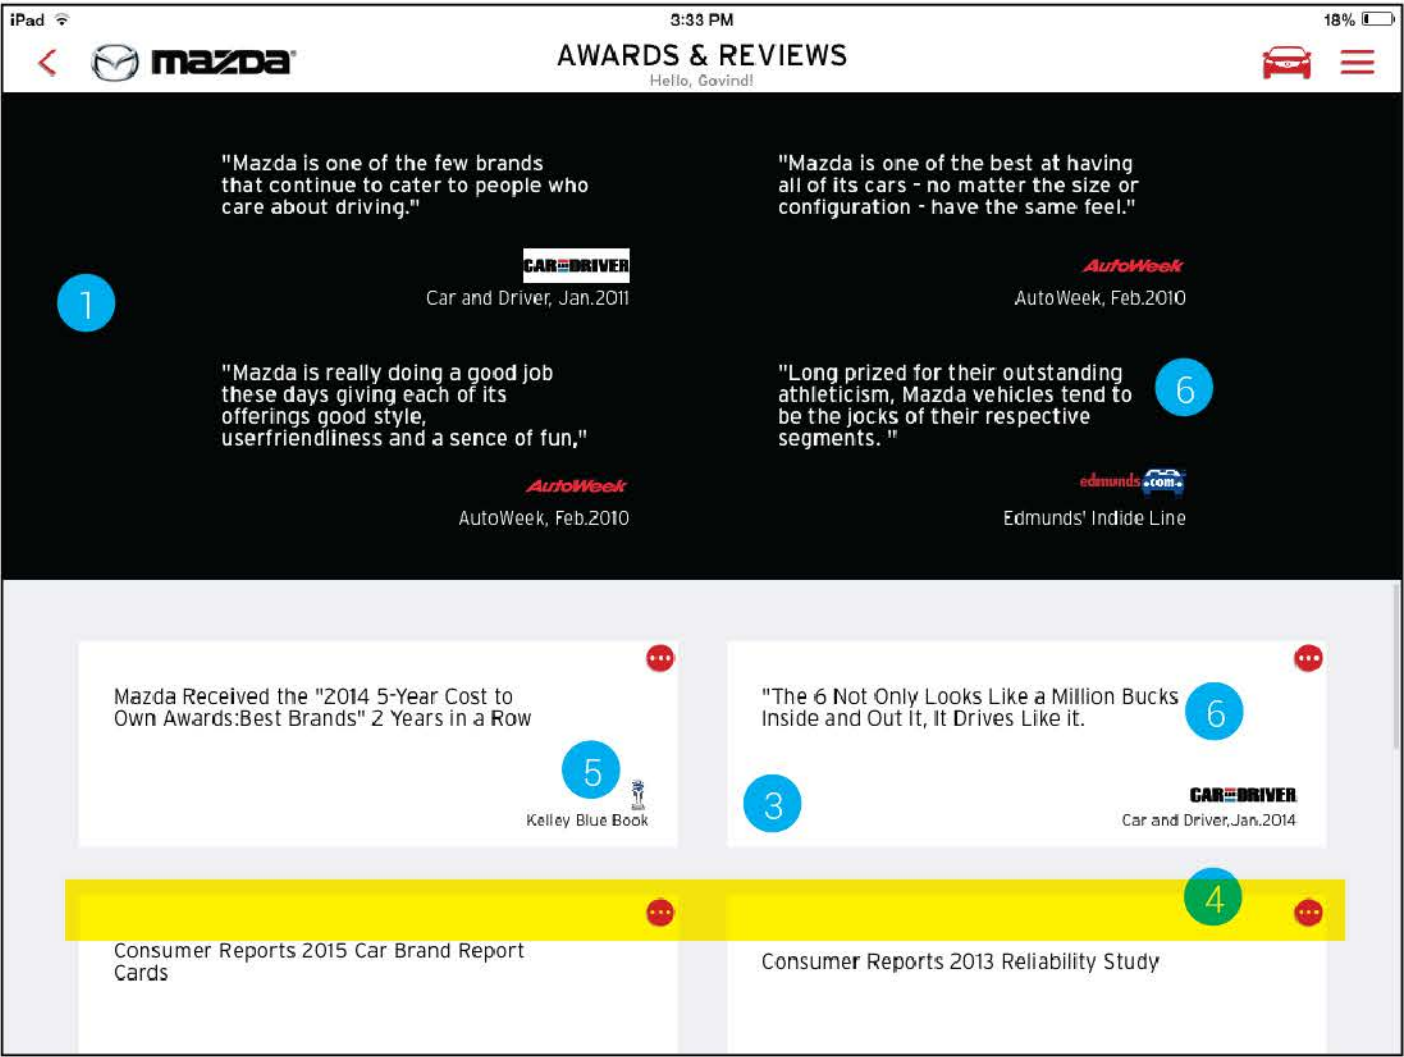 iPad 3:33 PM 18%
mazda AWARDS & REVIEWS
Hello, Govind!
"Mazda is one of the few brands
that continue to cater to people who
care about driving."
CAR AND DRIVER
Car and Driver, Jan.2011
"Mazda is one of the best at having
all of its cars - no matter the size or
configuration - have the same feel."
AutoWeek
AutoWeek, Feb.2010
1
"Mazda is really doing a good job
these days giving each of its
offerings good style,
userfriendliness and a sence of fun,"
AutoWeek
AutoWeek, Feb.2010
"Long prized for their outstanding
athleticism, Mazda vehicles tend to
be the jocks of their respective
segments. "
6
edmunds.com
Edmunds' Indide Line
Mazda Received the "2014 5-Year Cost to
Own Awards:Best Brands" 2 Years in a Row
5
Kelley Blue Book
"The 6 Not Only Looks Like a Million Bucks
Inside and Out It, It Drives Like it.
6
3
CAR AND DRIVER
Car and Driver,Jan.2014
4
Consumer Reports 2015 Car Brand Report
Cards
Consumer Reports 2013 Reliability Study